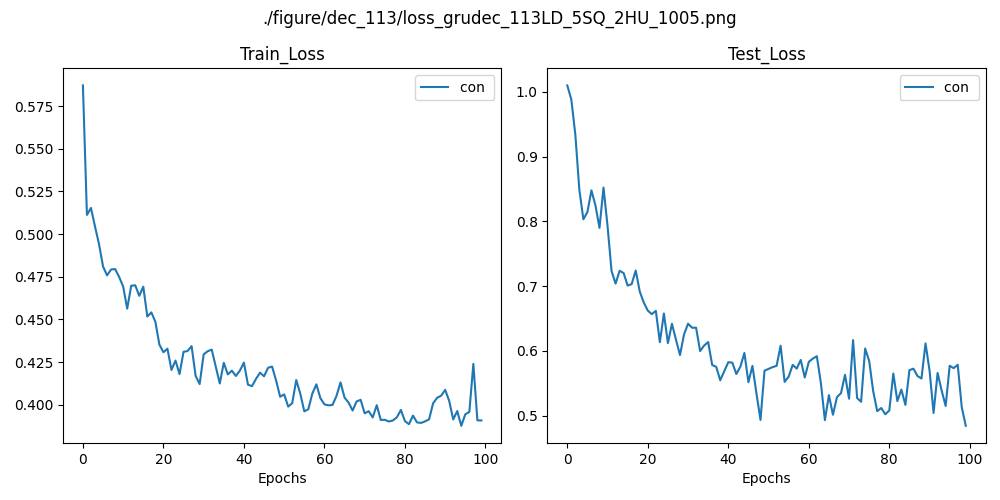 ./figure/dec_113/loss_grudec_113LD_5SQ_2HU_1005.png
Train_Loss
con
0.575
0.550
0.525
0.500
0.475
0.450
0.425
0.400
0 20 40 60 80 100
Epochs
Test_Loss
con
1.0
0.9
0.8
0.7
0.6
0.5
0 20 40 60 80 100
Epochs